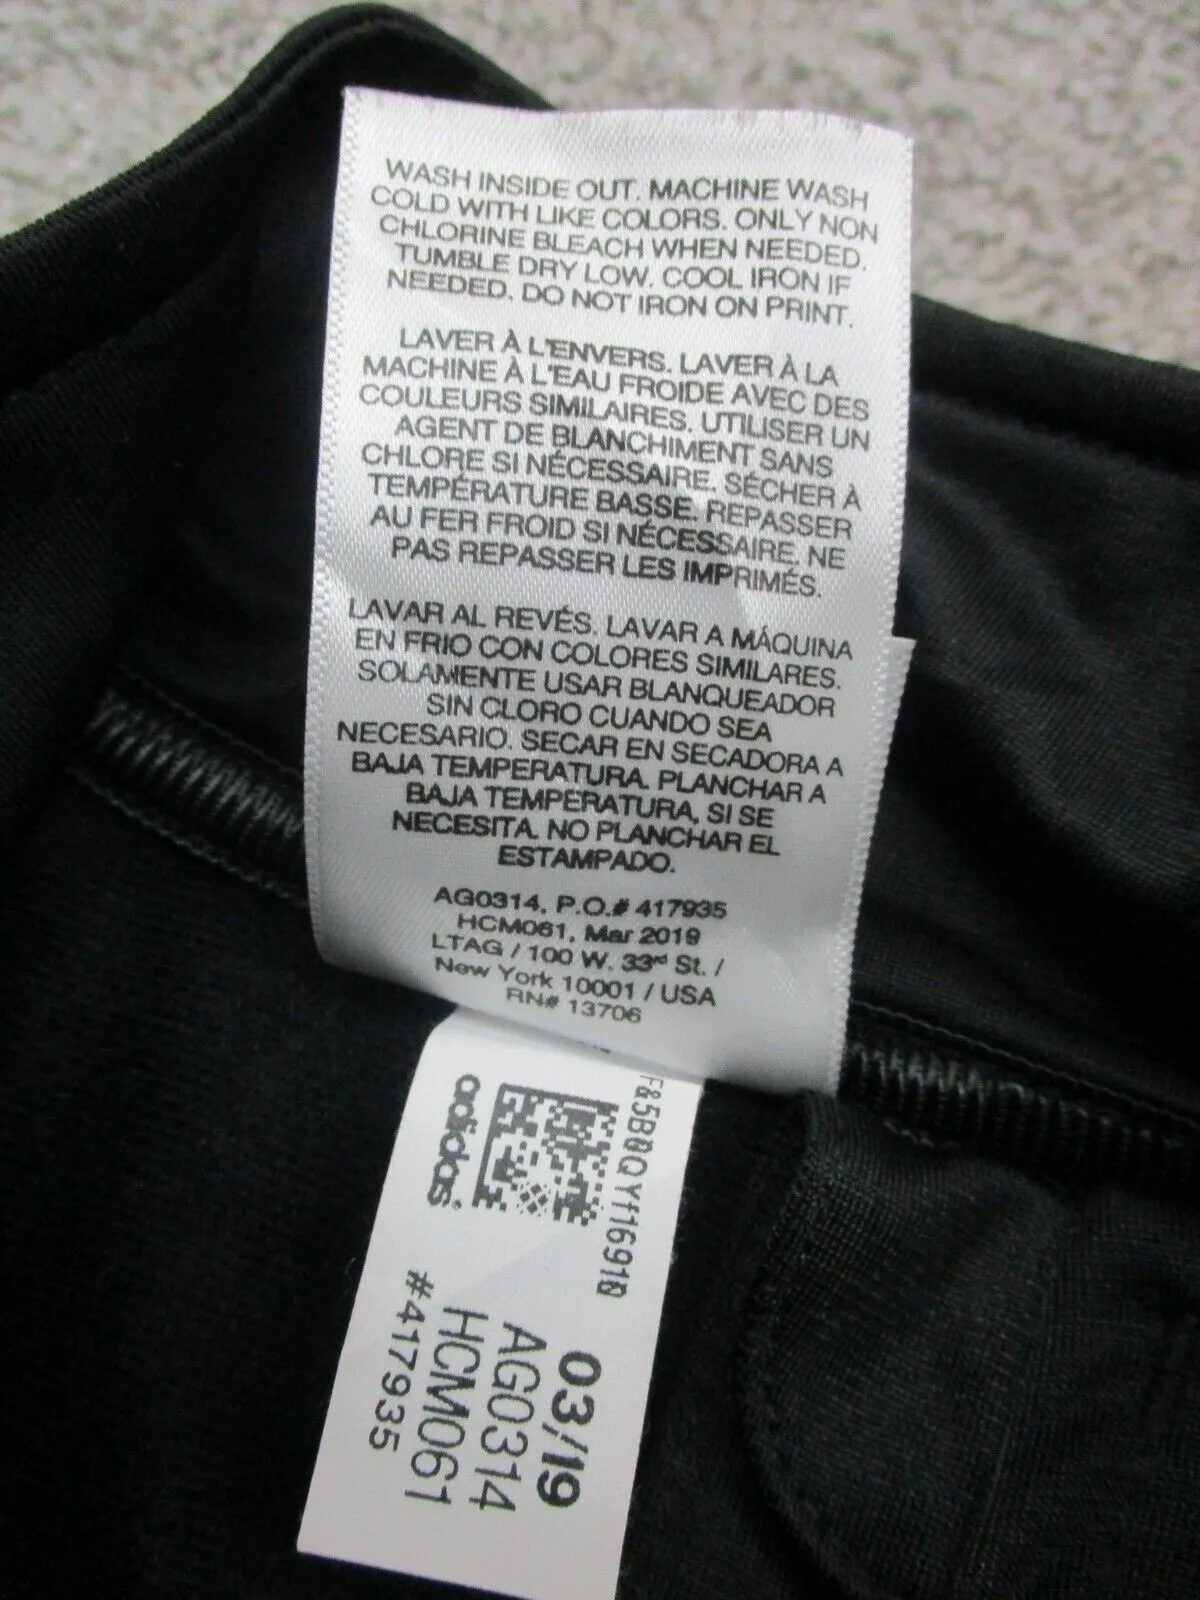 WASH INSIDE OUT. MACHINE WASH
COLD WITH LIKE COLORS. ONLY NON
CHLORINE BLEACH WHEN NEEDED.
TUMBLE DRY LOW. COOL IRON IF
NEEDED. DO NOT IRON ON PRINT.
LAVER À L'ENVERS. LAVER À LA
MACHINE À L'EAU FROIDE AVEC DES
COULEURS SIMILAIRES. UTILISER UN
AGENT DE BLANCHIMENT SANS
CHLORE SI NÉCESSAIRE. SÉCHER À
TEMPÉRATURE BASSE. REPASSER
AU FER FROID SI NÉCESSAIRE. NE
PAS REPASSER LES IMPRIMÉS.
LAVAR AL REVÉS. LAVAR A MÁQUINA
EN FRIO CON COLORES SIMILARES.
SOLAMENTE USAR BLANQUEADOR
SIN CLORO CUANDO SEA
NECESARIO. SECAR EN SECADORA A
BAJA TEMPERATURA. PLANCHAR A
BAJA TEMPERATURA, SI SE
NECESITA. NO PLANCHAR EL
ESTAMPADO.
AG0314, P.O.# 417935
HCM061, Mar 2019
LTAG / 100 W. 33rd St. /
New York 10001 / USA
RN# 13706
adidas
03/19
AG0314
HCM061
#417935